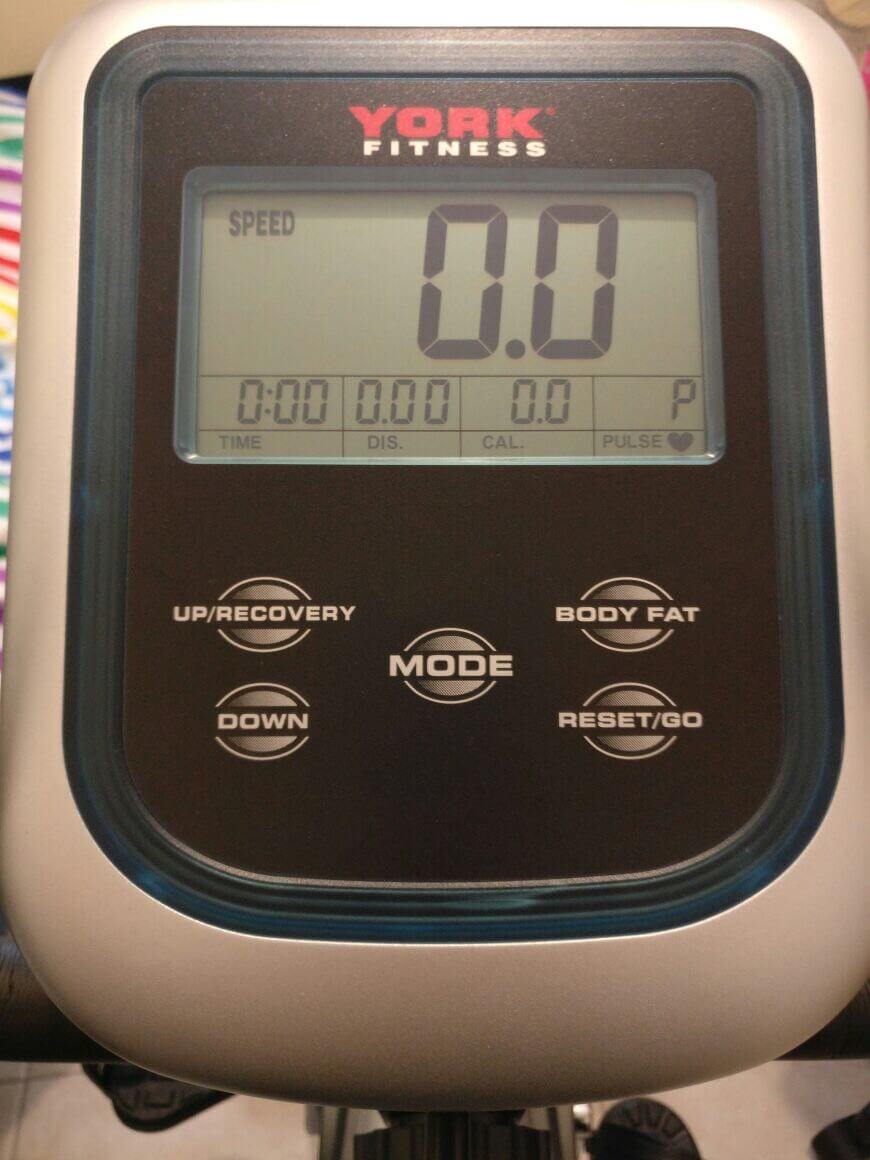 YORK
FITNESS
SPEED
0.0
0:00 0.00 0.0 P
TIME DIS. CAL. PULSE
UP/RECOVERY BODY FAT
MODE
DOWN RESET/GO